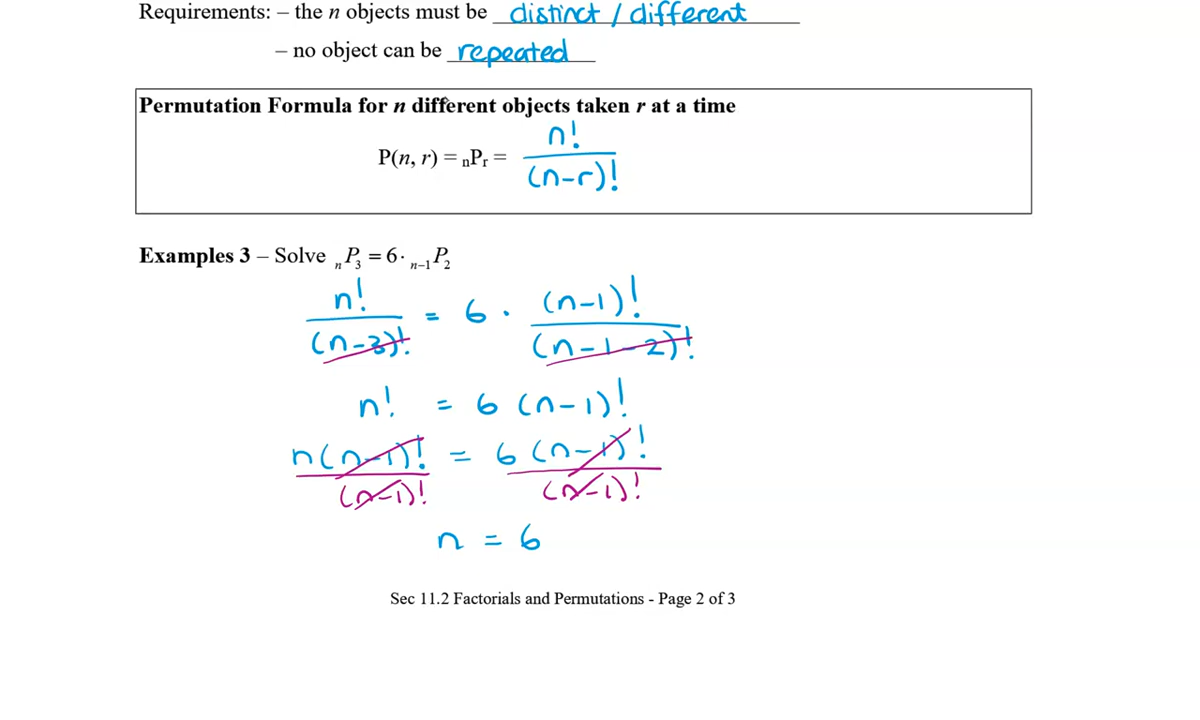 Requirements: – the n objects must be distinct / different
– no object can be repeated
Permutation Formula for n different objects taken r at a time
P(n, r) = ₙPᵣ = n! / (n-r)!
Examples 3 – Solve ₙP₃ = 6 · ₙ₋₁P₂
n! / (n-3)! = 6 · (n-1)! / (n-1-2)!
n! = 6 (n-1)!
n(n-1)! / (n-1)! = 6 (n-1)! / (n-1)!
n = 6
Sec 11.2 Factorials and Permutations - Page 2 of 3